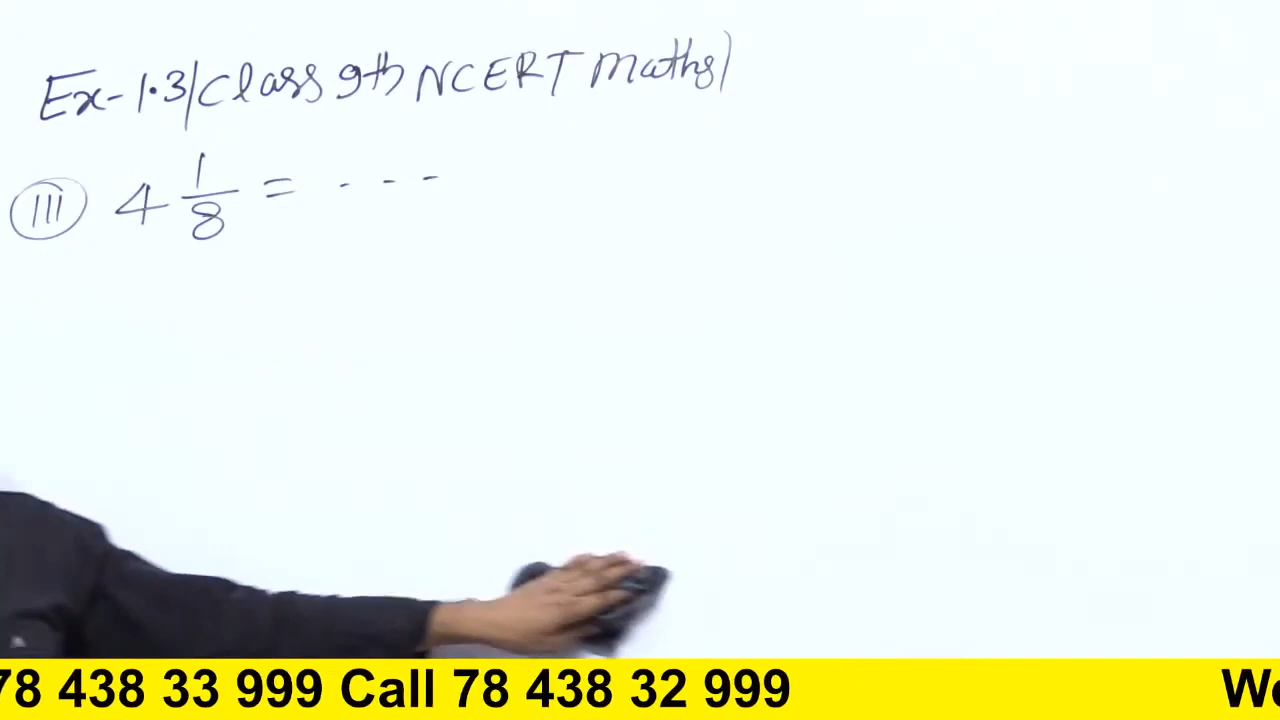 Ex-1.3/Class 9th NCERT Maths)
III 4 1/8 = ---
78 438 33 999 Call 78 438 32 999 We